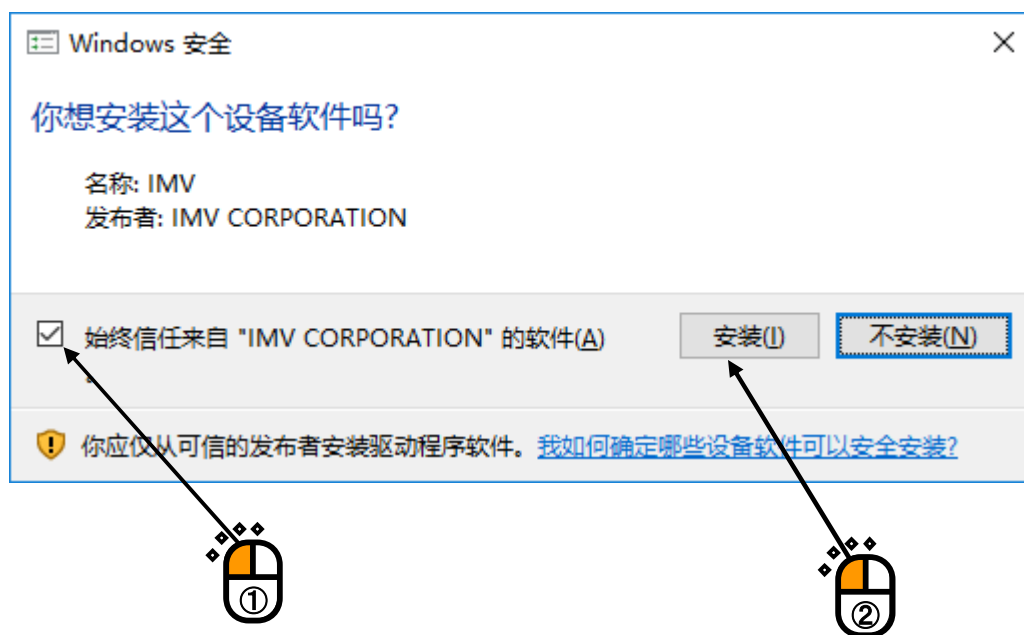 Windows 安全
你想安装这个设备软件吗?
名称: IMV
发布者: IMV CORPORATION
始终信任来自 "IMV CORPORATION" 的软件(A)
。
安装(I)
不安装(N)
你应仅从可信的发布者安装驱动程序软件。我如何确定哪些设备软件可以安全安装?
①
②